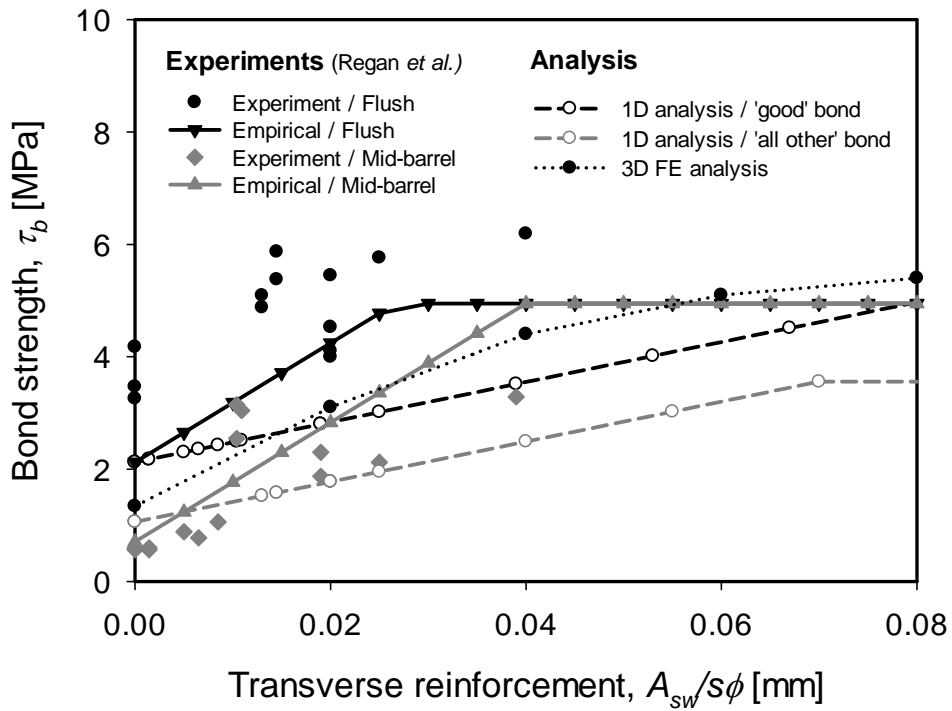 10
8
6
4
2
0
Bond strength, τb [MPa]
Experiments (Regan et al.)
Experiment / Flush
Empirical / Flush
Experiment / Mid-barrel
Empirical / Mid-barrel
Analysis
1D analysis / 'good' bond
1D analysis / 'all other' bond
3D FE analysis
0.00 0.02 0.04 0.06 0.08
Transverse reinforcement, Asw/sϕ [mm]